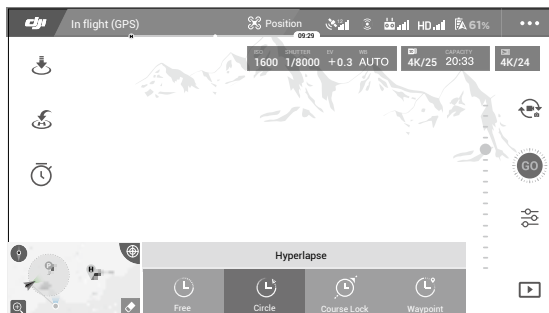 dji In flight (GPS) Position 12 HD 61%
09:29
H
ISO SHUTTER EV WB CAPACITY
1600 1/8000 +0.3 AUTO 4K/25 20:33 4K/24
H
GO
Hyperlapse
H
Free Circle Course Lock Waypoint